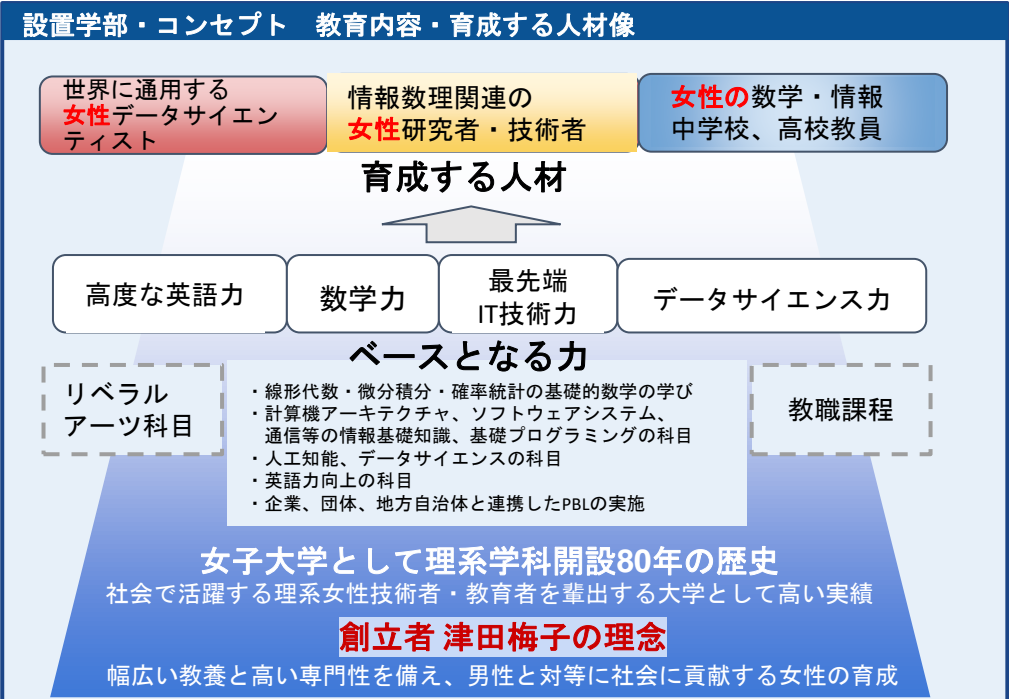 設置学部・コンセプト　教育内容・育成する人材像
世界に通用する
女性データサイエン
ティスト
情報数理関連の
女性研究者・技術者
女性の数学・情報
中学校、高校教員
育成する人材
高度な英語力
数学力
最先端
IT技術力
データサイエンス力
ベースとなる力
リベラル
アーツ科目
・線形代数・微分積分・確率統計の基礎的数学の学び
・計算機アーキテクチャ、ソフトウェアシステム、
通信等の情報基礎知識、基礎プログラミングの科目
・人工知能、データサイエンスの科目
・英語力向上の科目
・企業、団体、地方自治体と連携したPBLの実施
教職課程
女子大学として理系学科開設80年の歴史
社会で活躍する理系女性技術者・教育者を輩出する大学として高い実績
創立者 津田梅子の理念
幅広い教養と高い専門性を備え、男性と対等に社会に貢献する女性の育成